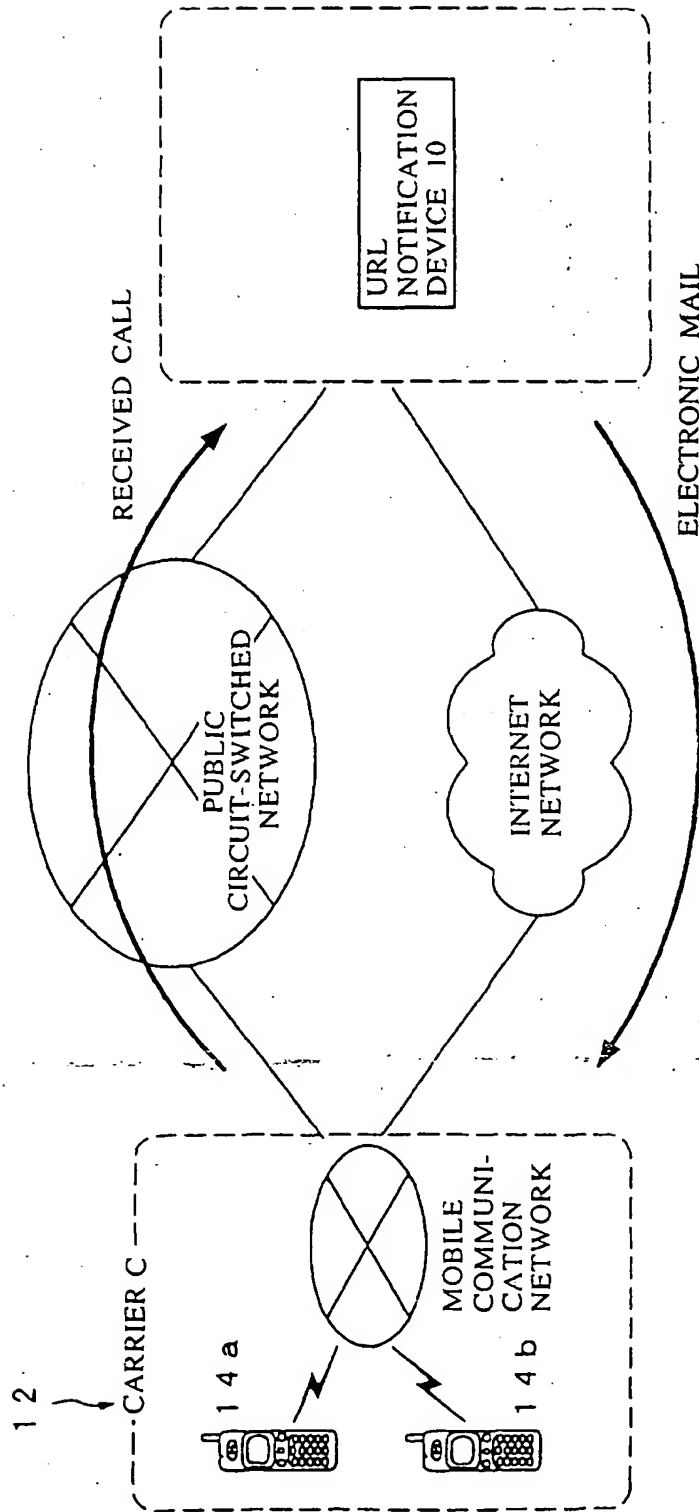 12
CARRIER C
14a
14b
MOBILE
COMMUNI-
CATION
NETWORK
PUBLIC
CIRCUIT-SWITCHED
NETWORK
INTERNET
NETWORK
RECEIVED CALL
ELECTRONIC MAIL
URL
NOTIFICATION
DEVICE 10